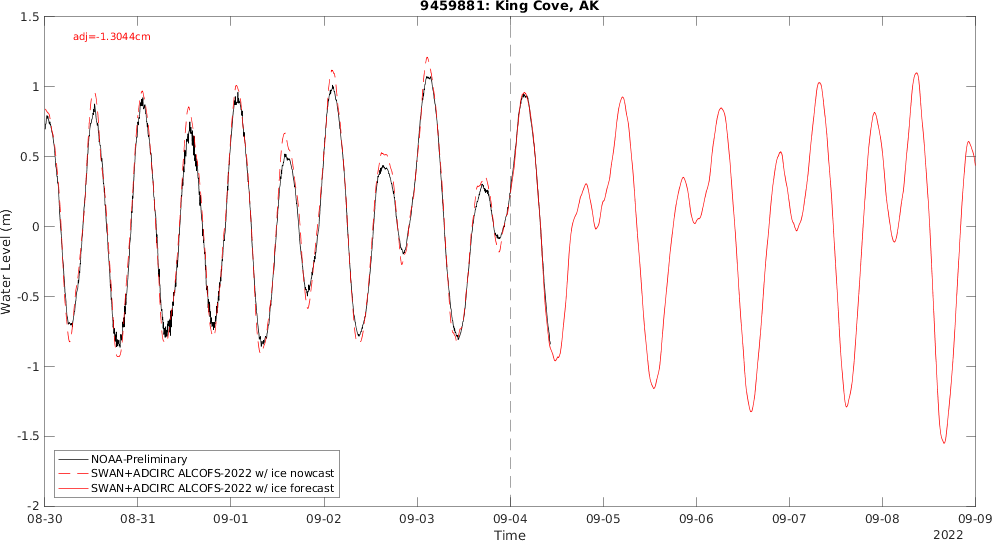 9459881: King Cove, AK
adj=-1.3044cm
Water Level (m)
1.5
1
0.5
0
-0.5
-1
-1.5
-2
NOAA-Preliminary
SWAN+ADCIRC ALCOFS-2022 w/ ice nowcast
SWAN+ADCIRC ALCOFS-2022 w/ ice forecast
08-30 08-31 09-01 09-02 09-03 09-04 09-05 09-06 09-07 09-08 09-09
Time
2022